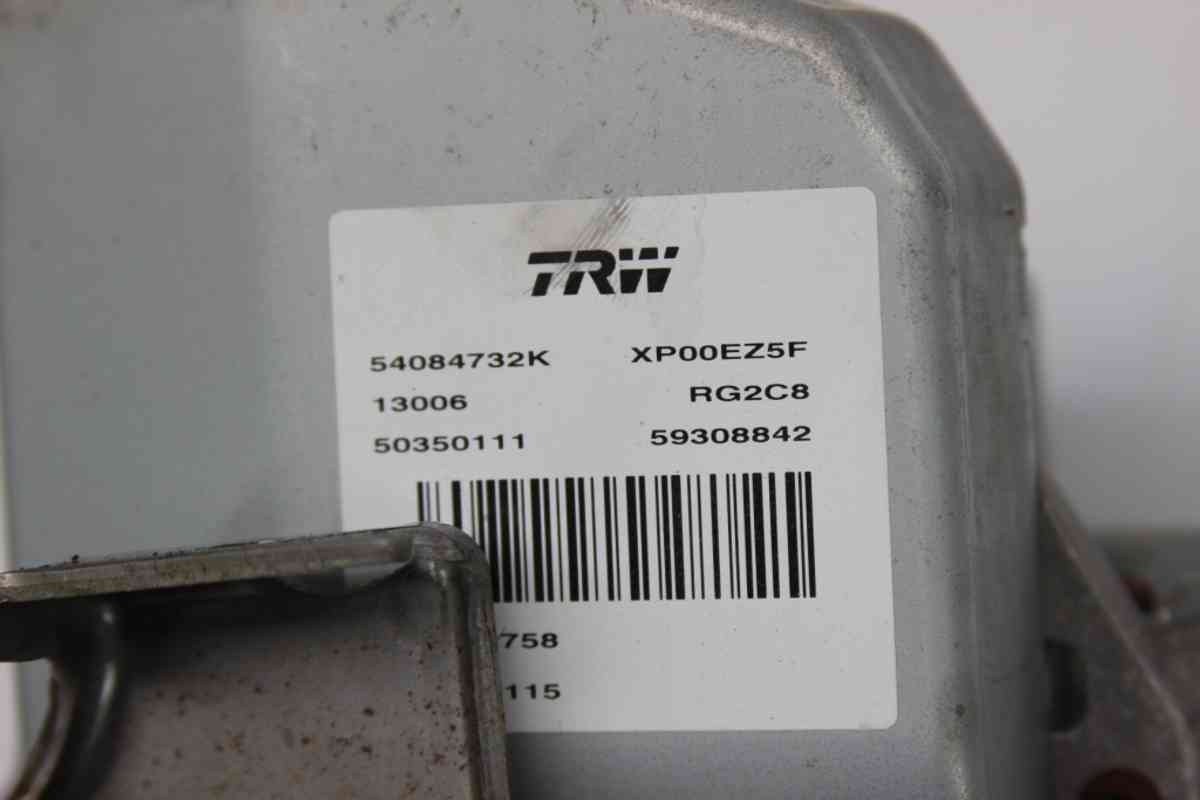 TRW
54084732K XP00EZ5F
13006 RG2C8
50350111 59308842
758
115